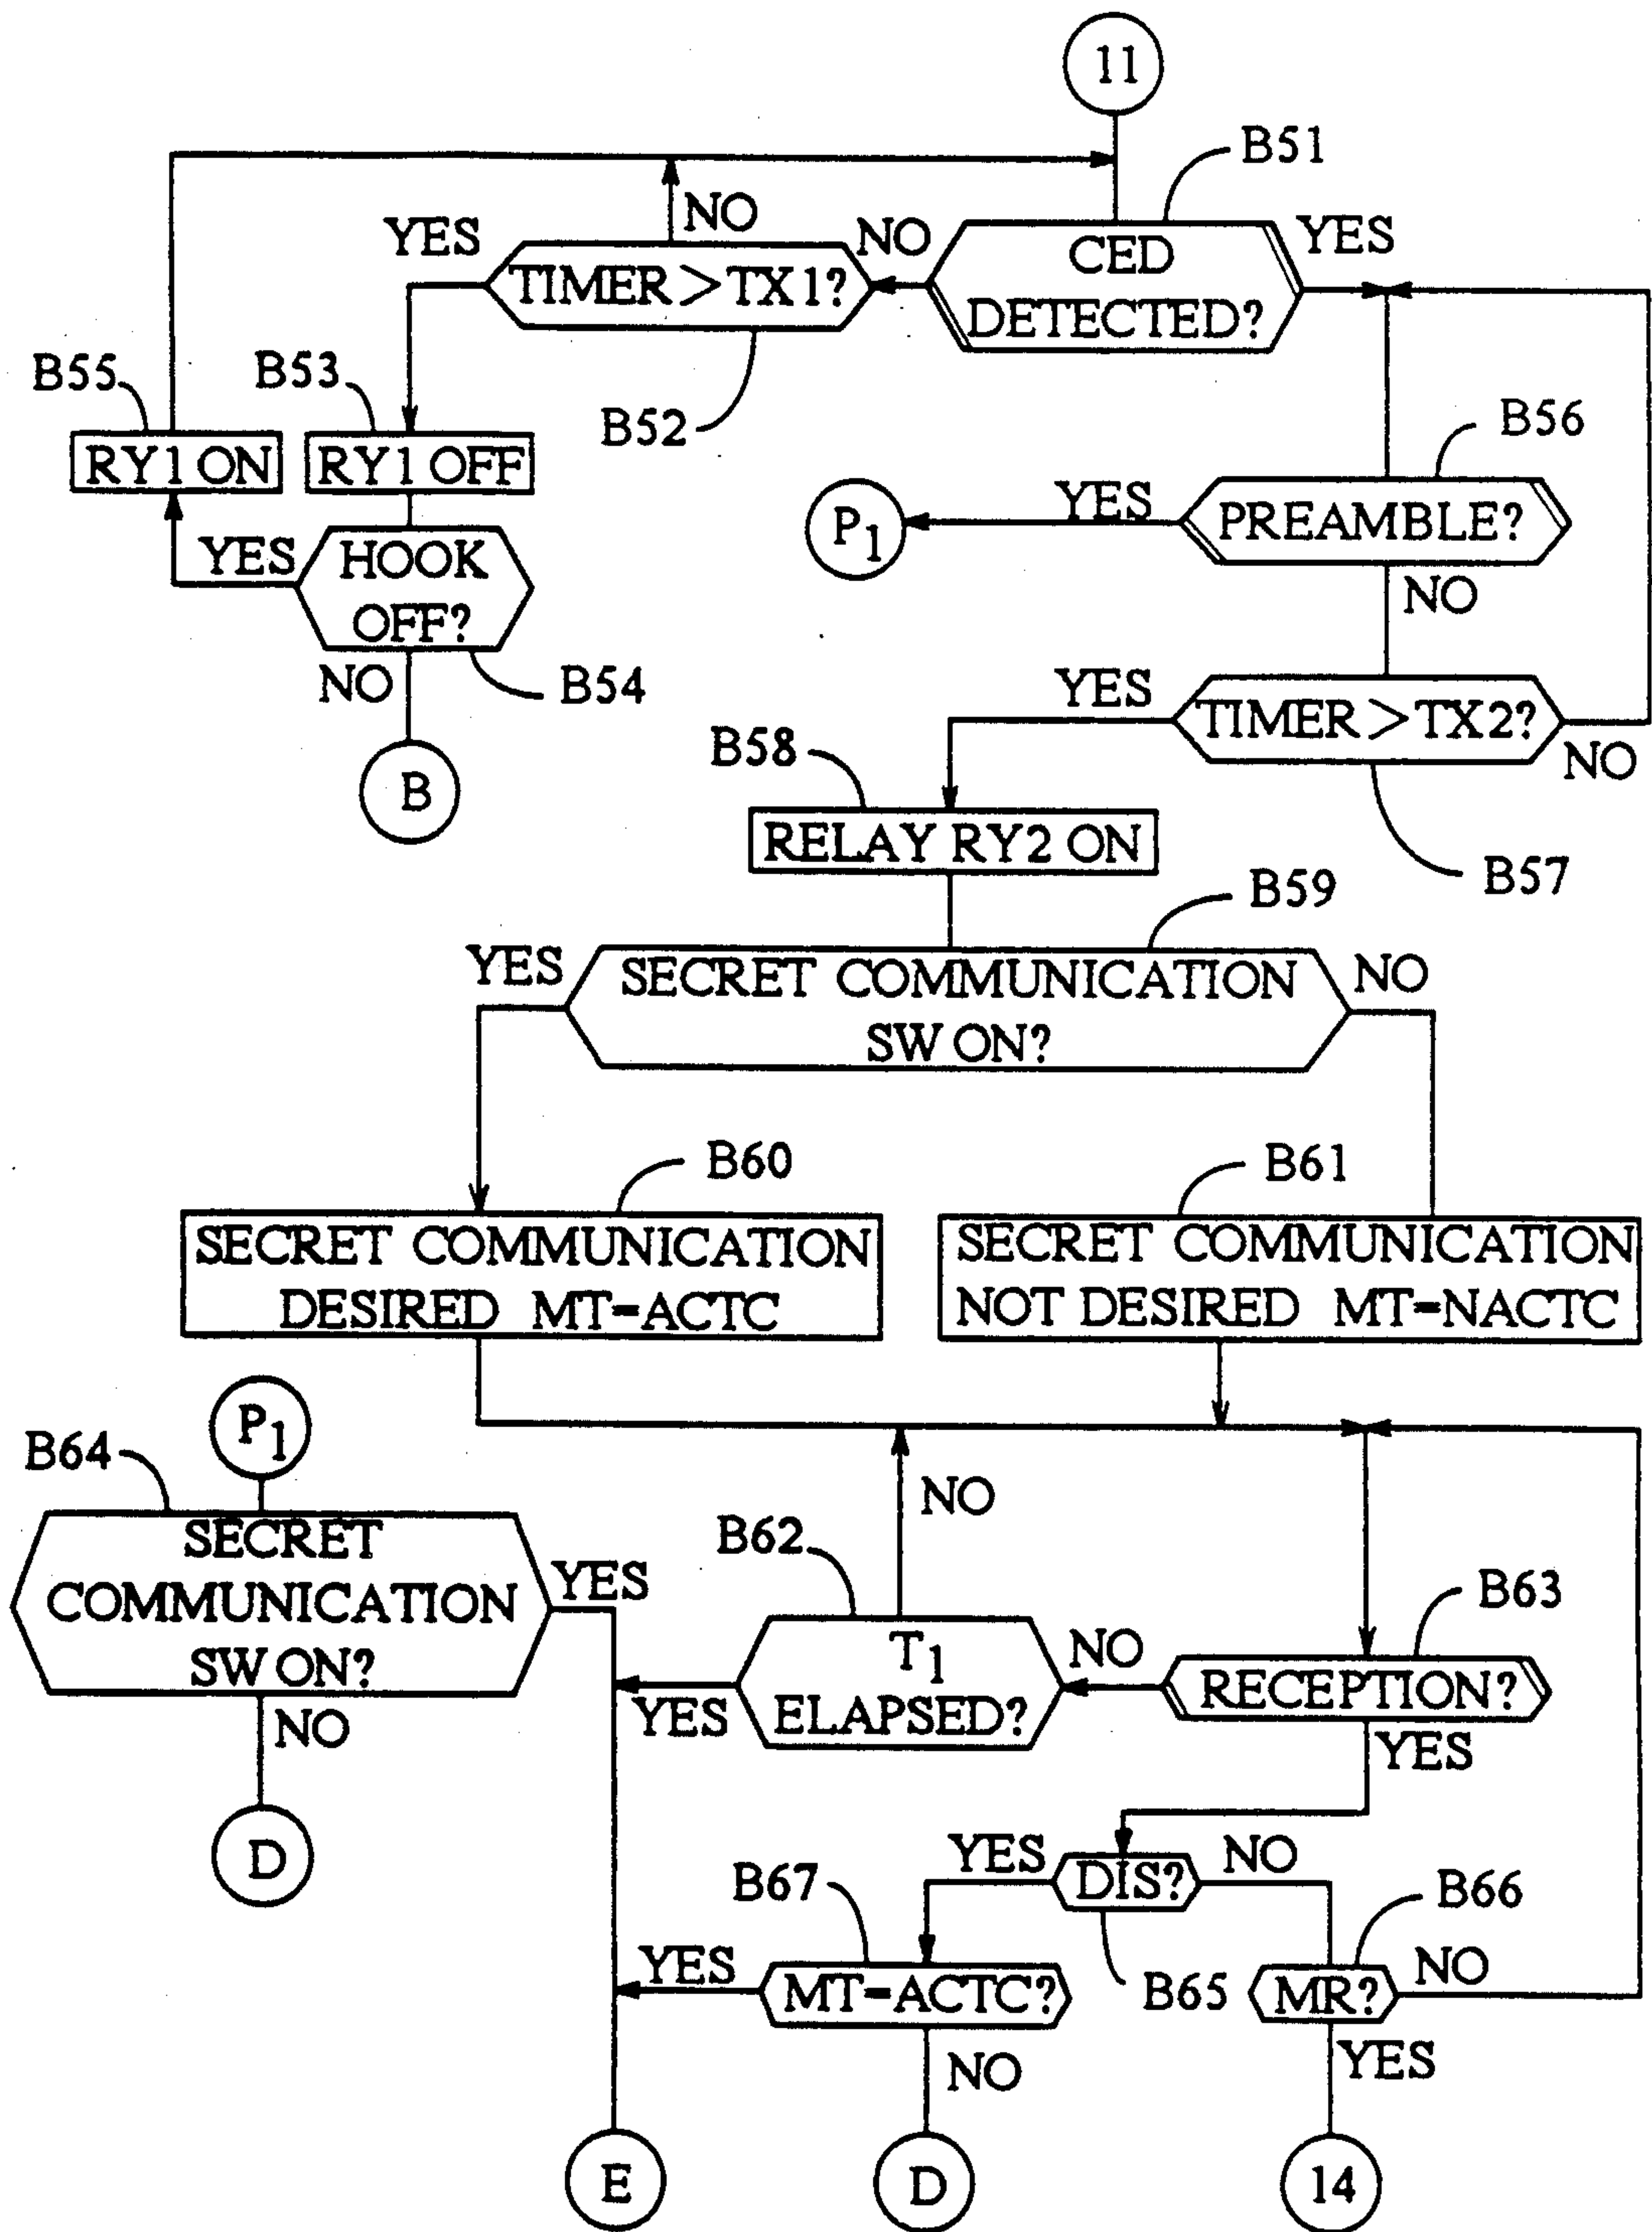 11
B51
NO
YES
NO
YES
CED
DETECTED?
TIMER>TX1?
B55
B53
B52
B56
RY1 ON
RY1 OFF
YES
P1
PREAMBLE?
YES
HOOK
OFF?
NO
NO
B54
YES
TIMER>TX2?
NO
B58
B
RELAY RY2 ON
B57
B59
YES
SECRET COMMUNICATION
SW ON?
NO
B60
B61
SECRET COMMUNICATION
DESIRED MT=ACTC
SECRET COMMUNICATION
NOT DESIRED MT=NACTC
P1
B64
NO
B62
SECRET
COMMUNICATION
SW ON?
YES
B63
T1
ELAPSED?
NO
RECEPTION?
YES
NO
YES
D
YES
DIS?
NO
B67
B66
YES
MT=ACTC?
B65
MR?
NO
NO
YES
E
D
14